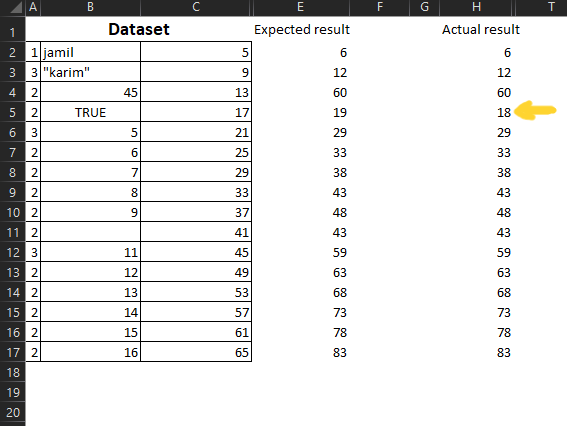 A B C E F G H T
1 Dataset Expected result Actual result
2 1 jamil 5 6 6
3 3 "karim" 9 12 12
4 2 45 13 60 60
5 2 TRUE 17 19 18
6 3 5 21 29 29
7 2 6 25 33 33
8 2 7 29 38 38
9 2 8 33 43 43
10 2 9 37 48 48
11 2 41 43 43
12 3 11 45 59 59
13 2 12 49 63 63
14 2 13 53 68 68
15 2 14 57 73 73
16 2 15 61 78 78
17 2 16 65 83 83
18
19
20